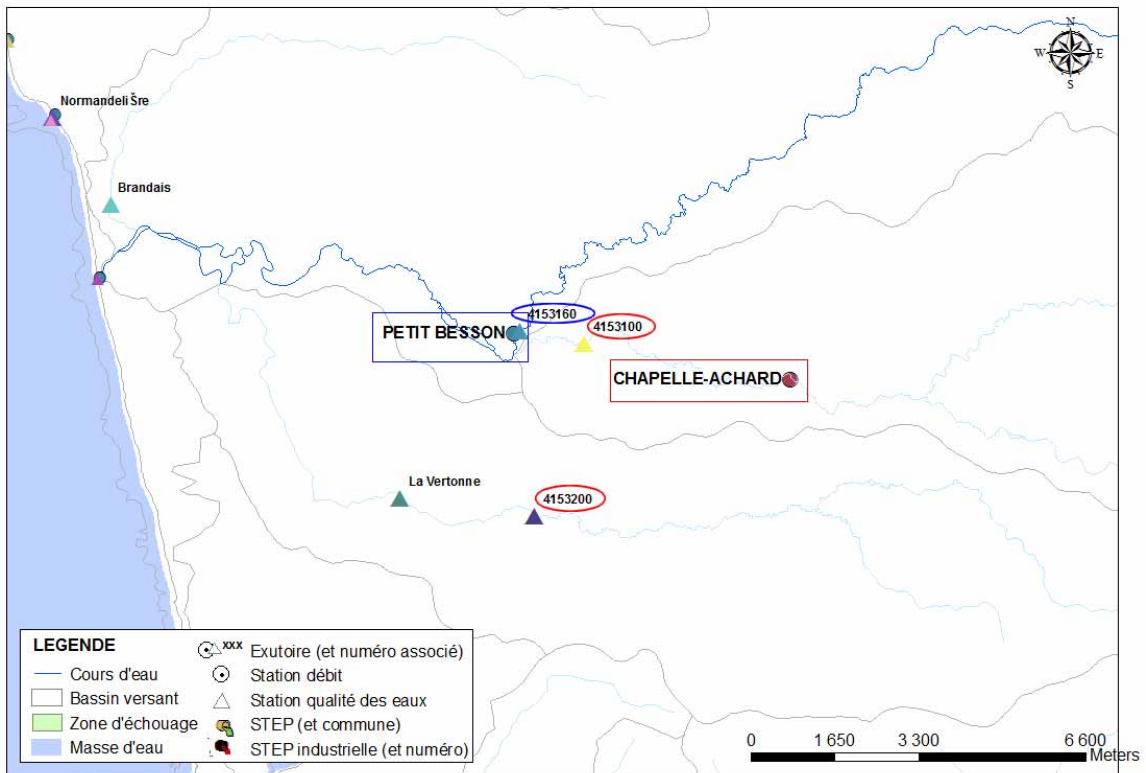 N
W E
S
Normandeli Šre
Brandais
4153160
PETIT BESSON
4153100
CHAPELLE-ACHARD
La Vertonne
4153200
LEGENDE
Cours d'eau
Bassin versant
Zone d'échouage
Masse d'eau
xxx Exutoire (et numéro associé)
Station débit
Station qualité des eaux
STEP (et commune)
STEP industrielle (et numéro)
0 1 650 3 300 6 600
Meters